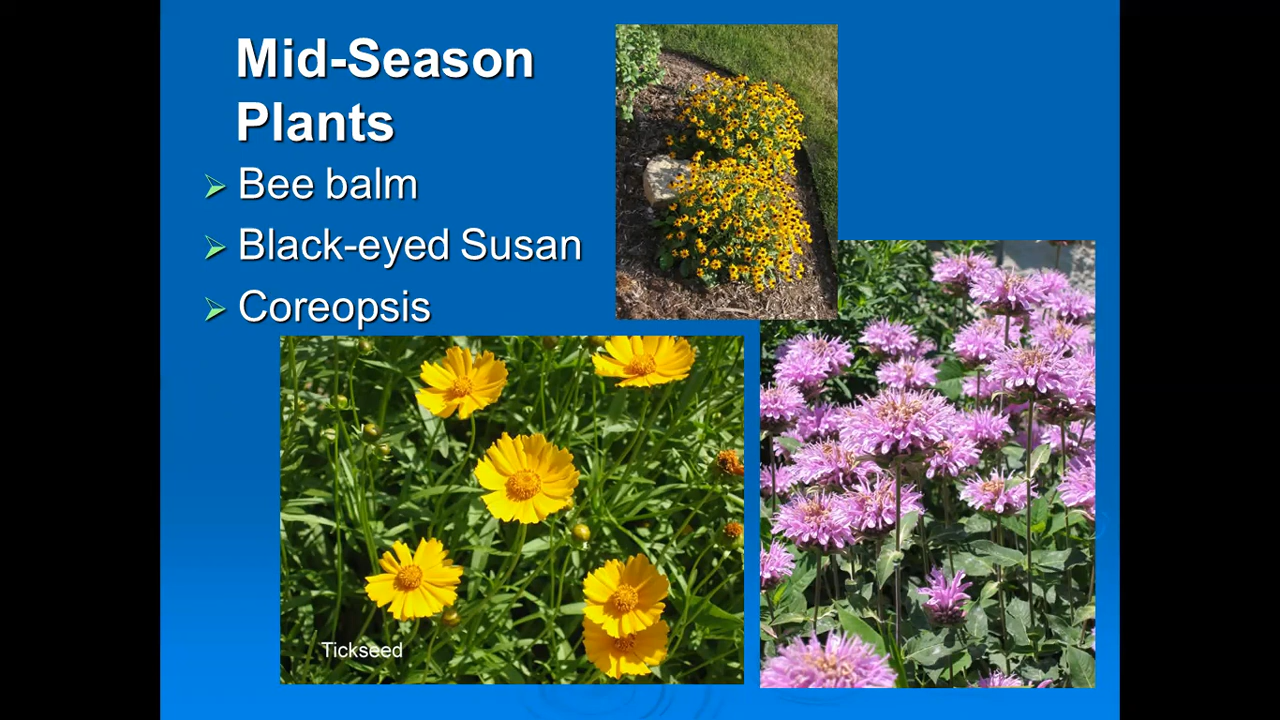 Mid-Season
Plants
Bee balm
Black-eyed Susan
Coreopsis
Tickseed